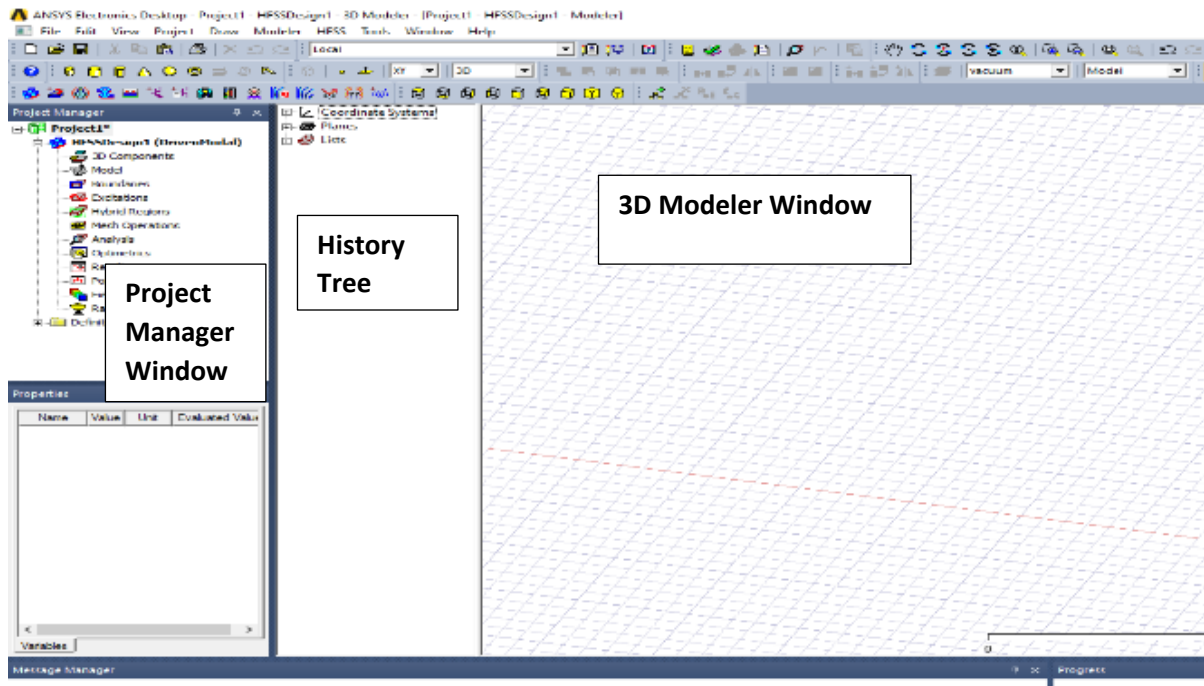 ANSYS Electronics Desktop - Project1 - HFSSDesign1 - 3D Modeler - [Project1 - HFSSDesign1 - Modeler]
File Edit View Project Draw Modeler HFSS Tools Window Help
Local
XY 3D vacuum Model
Project Manager
Project1*
HFSSDesign1 (DrivenModal)
3D Components
Model
Boundaries
Excitations
Hybrid Regions
Mesh Operations
Analysis
Optimetrics
Coordinate Systems
Planes
Lists
Project
Manager
Window
History
Tree
3D Modeler Window
Properties
Name Value Unit Evaluated Value
Variables
0
Message Manager
Progress